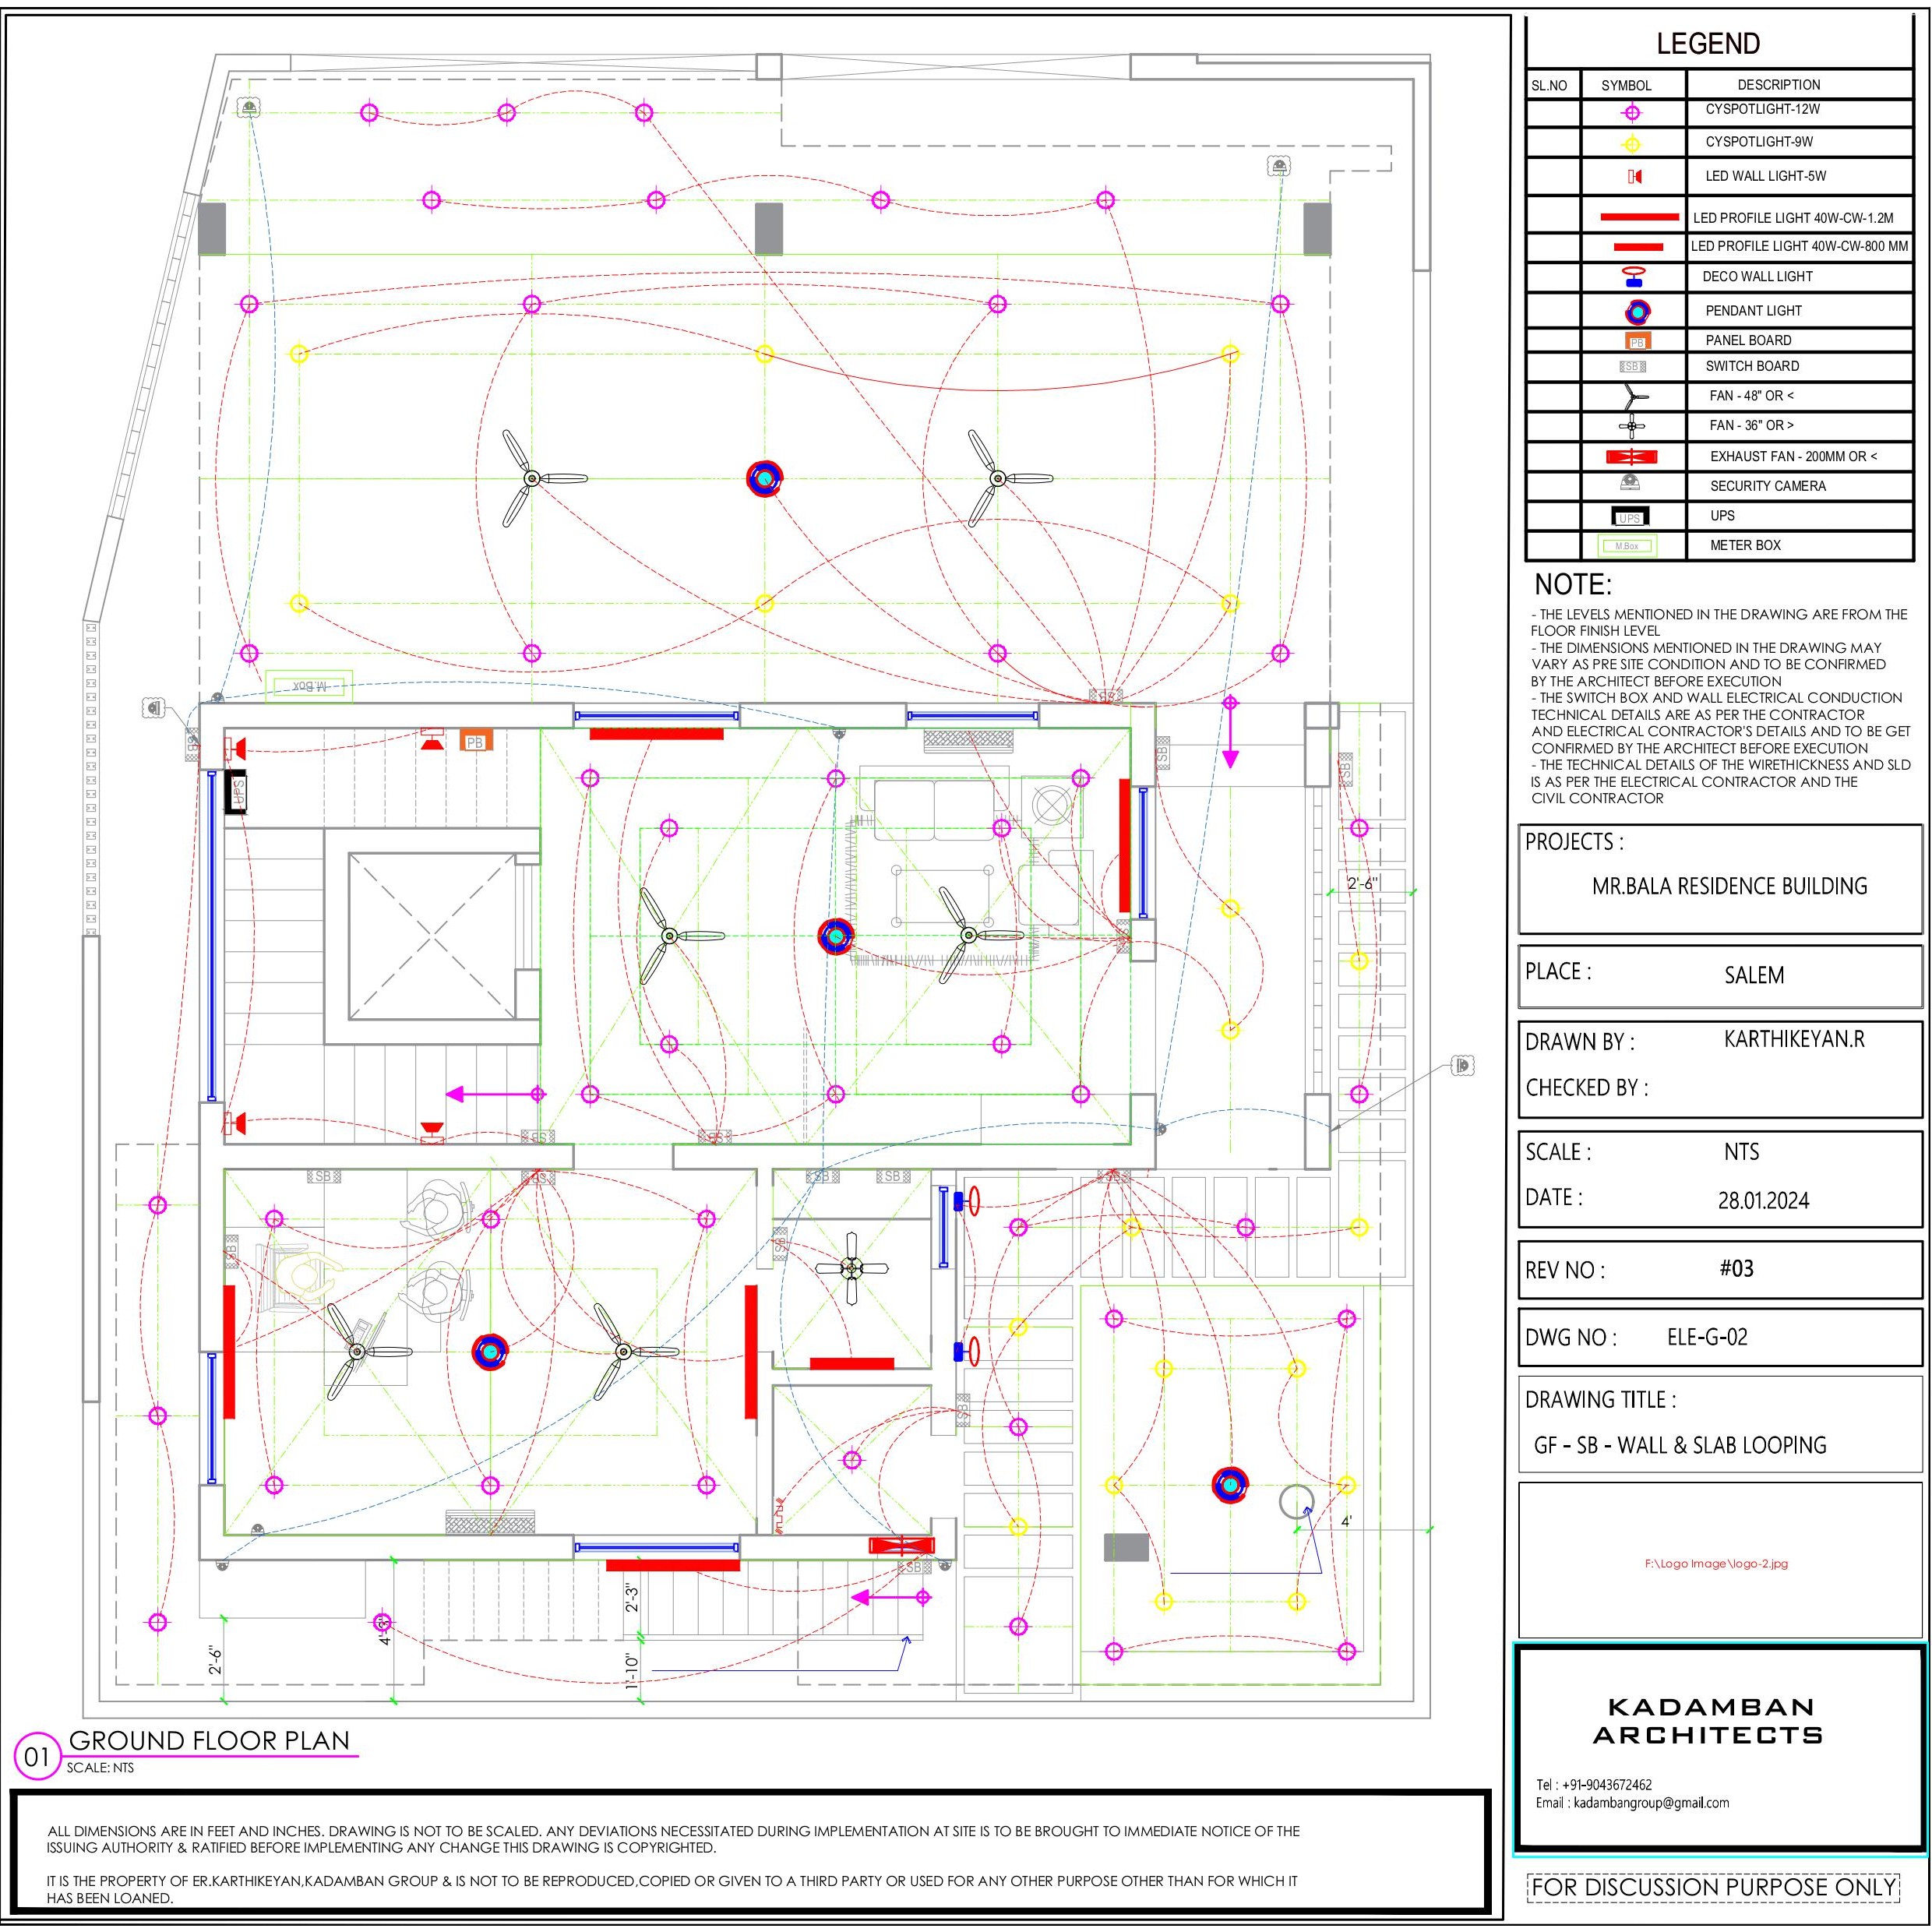 LEGEND
SL.NO SYMBOL DESCRIPTION
CYSPOTLIGHT-12W
CYSPOTLIGHT-9W
LED WALL LIGHT-5W
LED PROFILE LIGHT 40W-CW-1.2M
LED PROFILE LIGHT 40W-CW-800 MM
DECO WALL LIGHT
PENDANT LIGHT
PB PANEL BOARD
SB SWITCH BOARD
FAN - 48" OR <
FAN - 36" OR >
EXHAUST FAN - 200MM OR <
SECURITY CAMERA
UPS UPS
M.Box METER BOX
NOTE:
- THE LEVELS MENTIONED IN THE DRAWING ARE FROM THE
FLOOR FINISH LEVEL
- THE DIMENSIONS MENTIONED IN THE DRAWING MAY
VARY AS PRE SITE CONDITION AND TO BE CONFIRMED
BY THE ARCHITECT BEFORE EXECUTION
- THE SWITCH BOX AND WALL ELECTRICAL CONDUCTION
TECHNICAL DETAILS ARE AS PER THE CONTRACTOR
AND ELECTRICAL CONTRACTOR'S DETAILS AND TO BE GET
CONFIRMED BY THE ARCHITECT BEFORE EXECUTION
- THE TECHNICAL DETAILS OF THE WIRETHICKNESS AND SLD
IS AS PER THE ELECTRICAL CONTRACTOR AND THE
CIVIL CONTRACTOR
PROJECTS :
MR.BALA RESIDENCE BUILDING
PLACE : SALEM
DRAWN BY : KARTHIKEYAN.R
CHECKED BY :
SCALE : NTS
DATE : 28.01.2024
REV NO : #03
DWG NO : ELE-G-02
DRAWING TITLE :
GF - SB - WALL & SLAB LOOPING
F:\Logo Image\logo-2.jpg
KADAMBAN
ARCHITECTS
Tel : +91-9043672462
Email : kadambangroup@gmail.com
FOR DISCUSSION PURPOSE ONLY
M.Box
SB
SB
PB
SB
SB
UPS
2'-6"
SB
SB
SB
SB
SB
SB
SB
SB
SB
SB
SB
SB
4'
2'-6"
4'-3"
2'-3"
1'-10"
01 GROUND FLOOR PLAN
SCALE: NTS
ALL DIMENSIONS ARE IN FEET AND INCHES. DRAWING IS NOT TO BE SCALED. ANY DEVIATIONS NECESSITATED DURING IMPLEMENTATION AT SITE IS TO BE BROUGHT TO IMMEDIATE NOTICE OF THE
ISSUING AUTHORITY & RATIFIED BEFORE IMPLEMENTING ANY CHANGE THIS DRAWING IS COPYRIGHTED.
IT IS THE PROPERTY OF ER.KARTHIKEYAN,KADAMBAN GROUP & IS NOT TO BE REPRODUCED,COPIED OR GIVEN TO A THIRD PARTY OR USED FOR ANY OTHER PURPOSE OTHER THAN FOR WHICH IT
HAS BEEN LOANED.